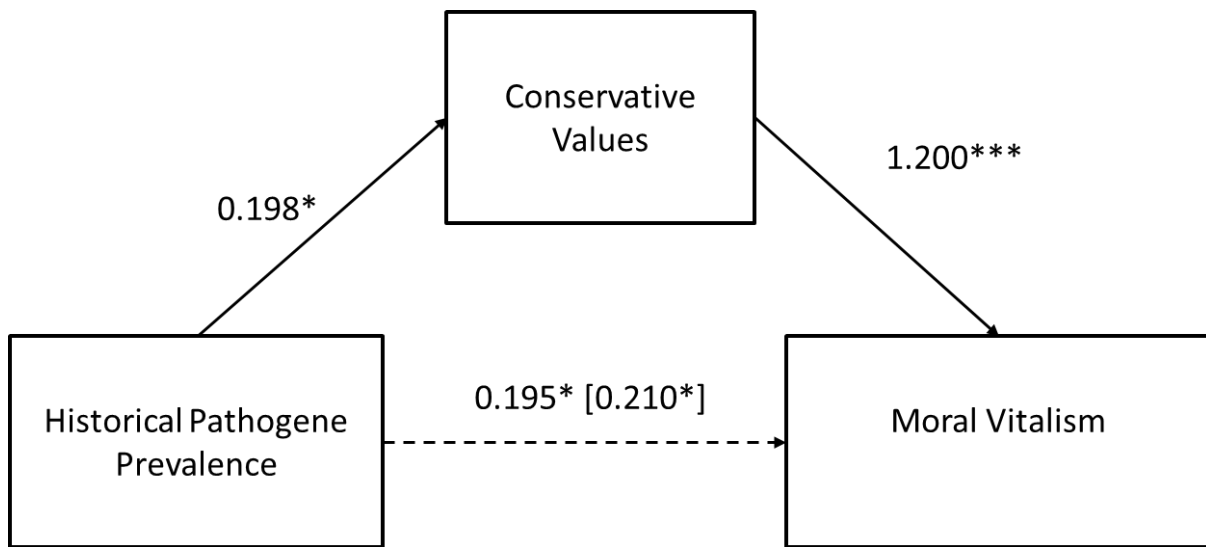 Conservative
Values
0.198*
1.200***
0.195* [0.210*]
Historical Pathogene
Prevalence
Moral Vitalism